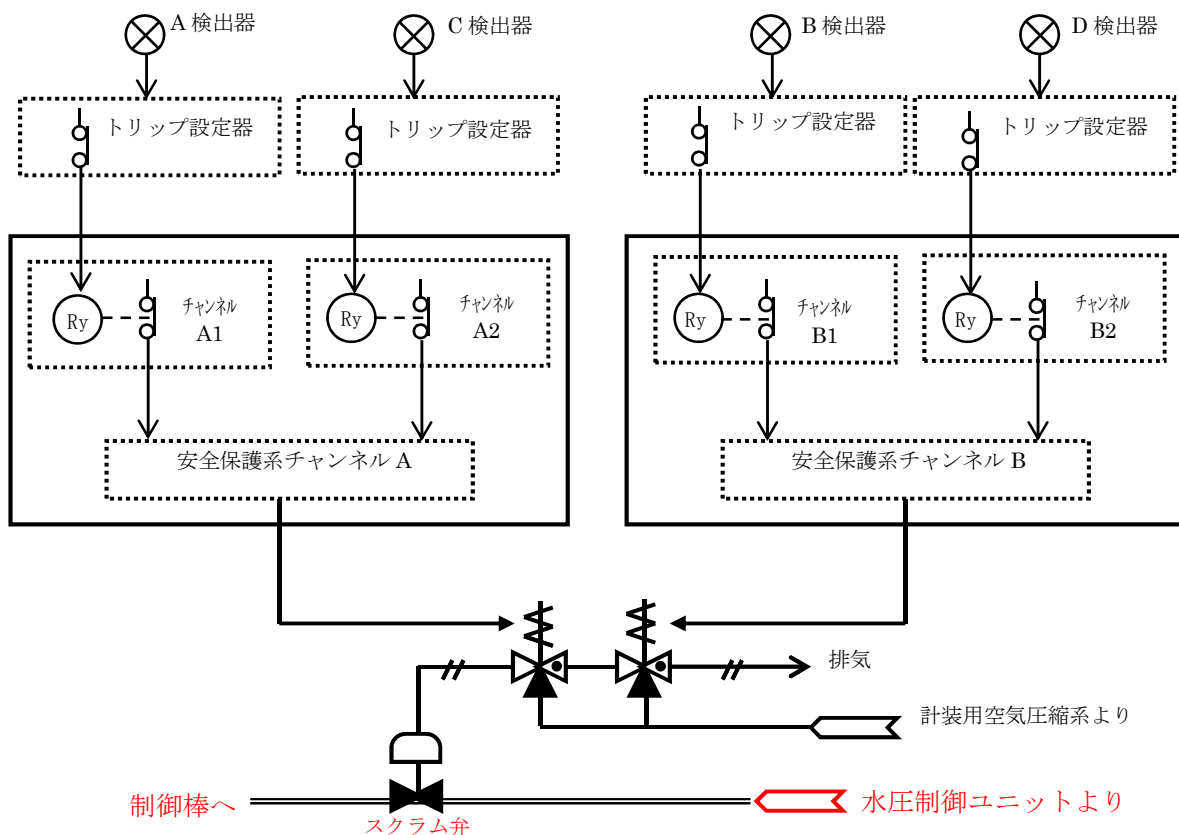 A 検出器
C 検出器
B 検出器
D 検出器
トリップ設定器
トリップ設定器
トリップ設定器
トリップ設定器
Ry
チャンネル
A1
Ry
チャンネル
A2
Ry
チャンネル
B1
Ry
チャンネル
B2
安全保護系チャンネル A
安全保護系チャンネル B
排気
計装用空気圧縮系より
制御棒へ
水圧制御ユニットより
スクラム弁